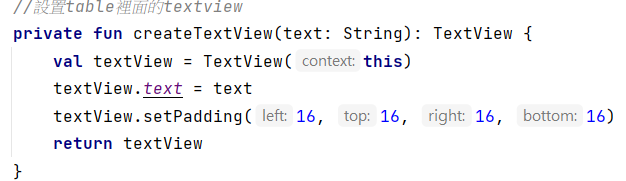 //設置table裡面的textview
private fun createTextView(text: String): TextView {
    val textView = TextView( context: this)
    textView.text = text
    textView.setPadding( left: 16, top: 16, right: 16, bottom: 16)
    return textView
}